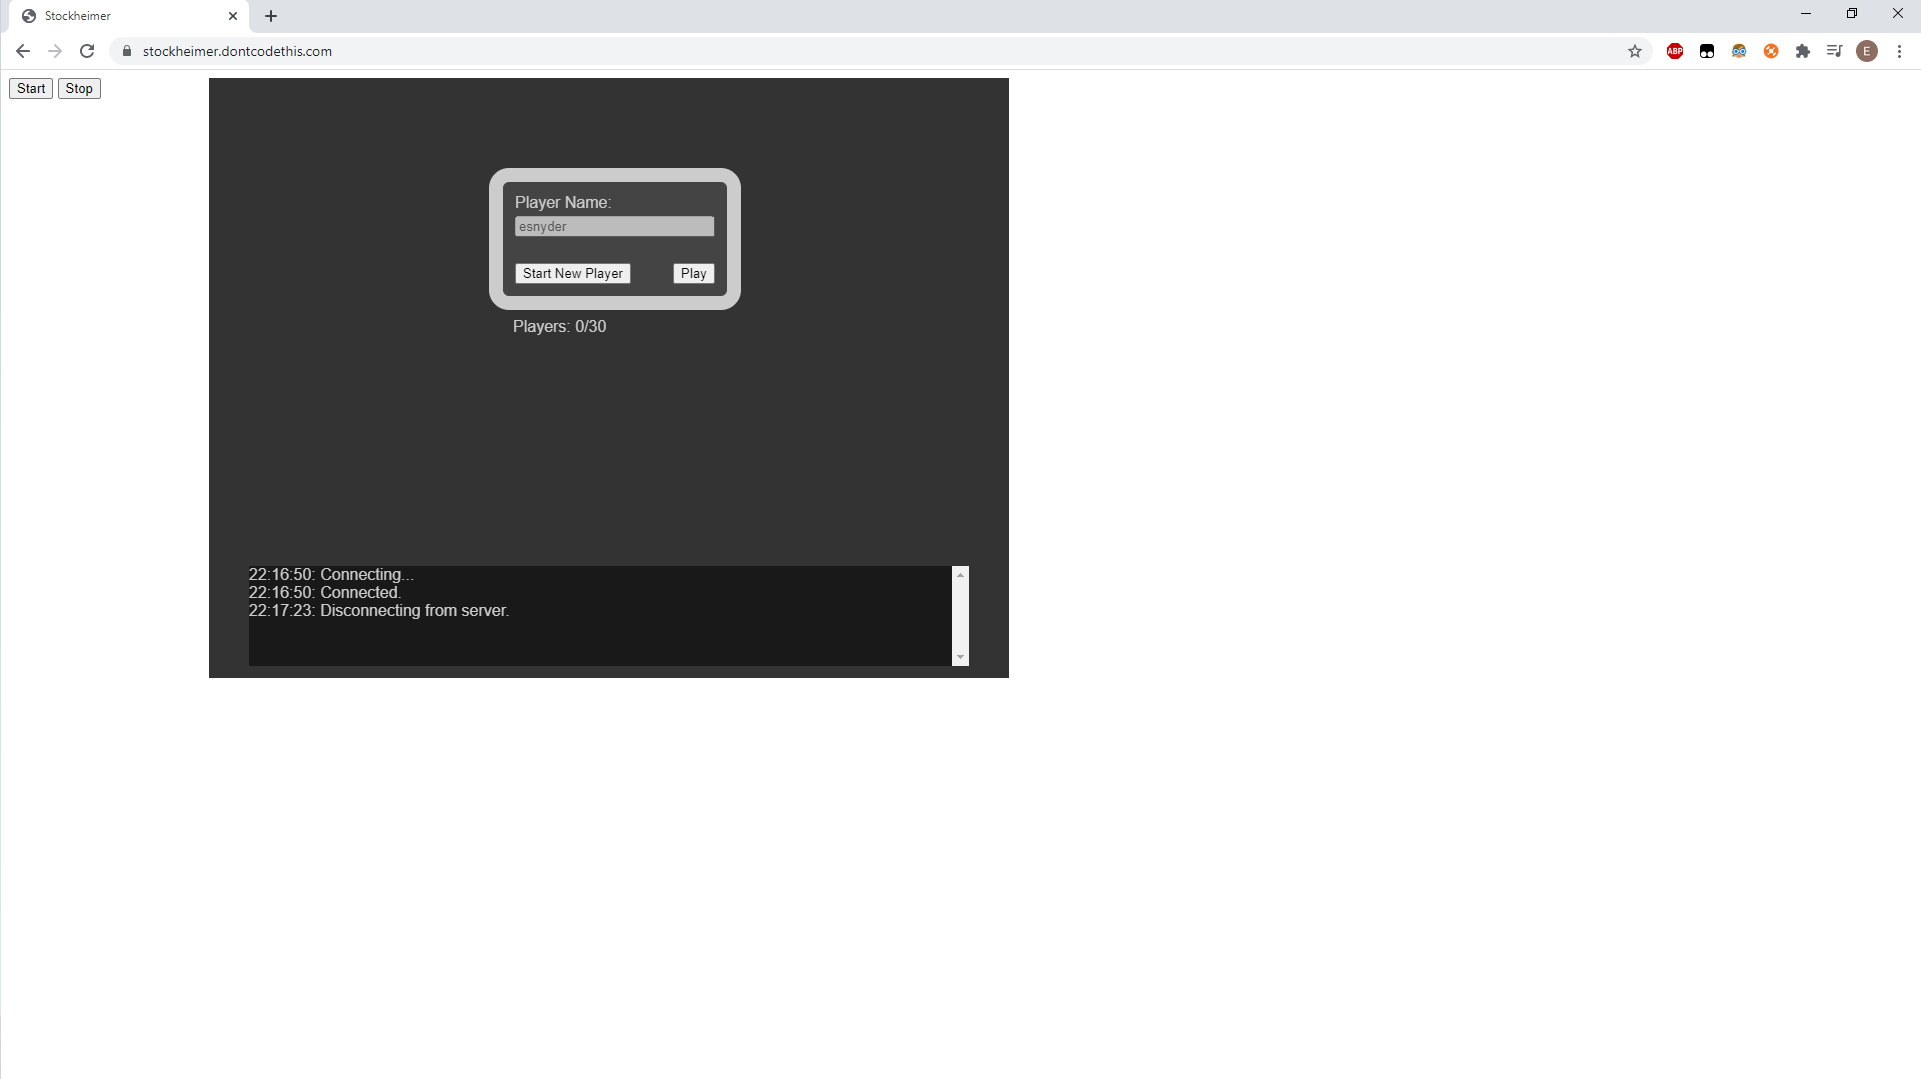 Stockheimer
stockheimer.dontcodethis.com
ABP
E
Start Stop
Player Name:
esnyder
Start New Player Play
Players: 0/30
22:16:50: Connecting...
22:16:50: Connected.
22:17:23: Disconnecting from server.